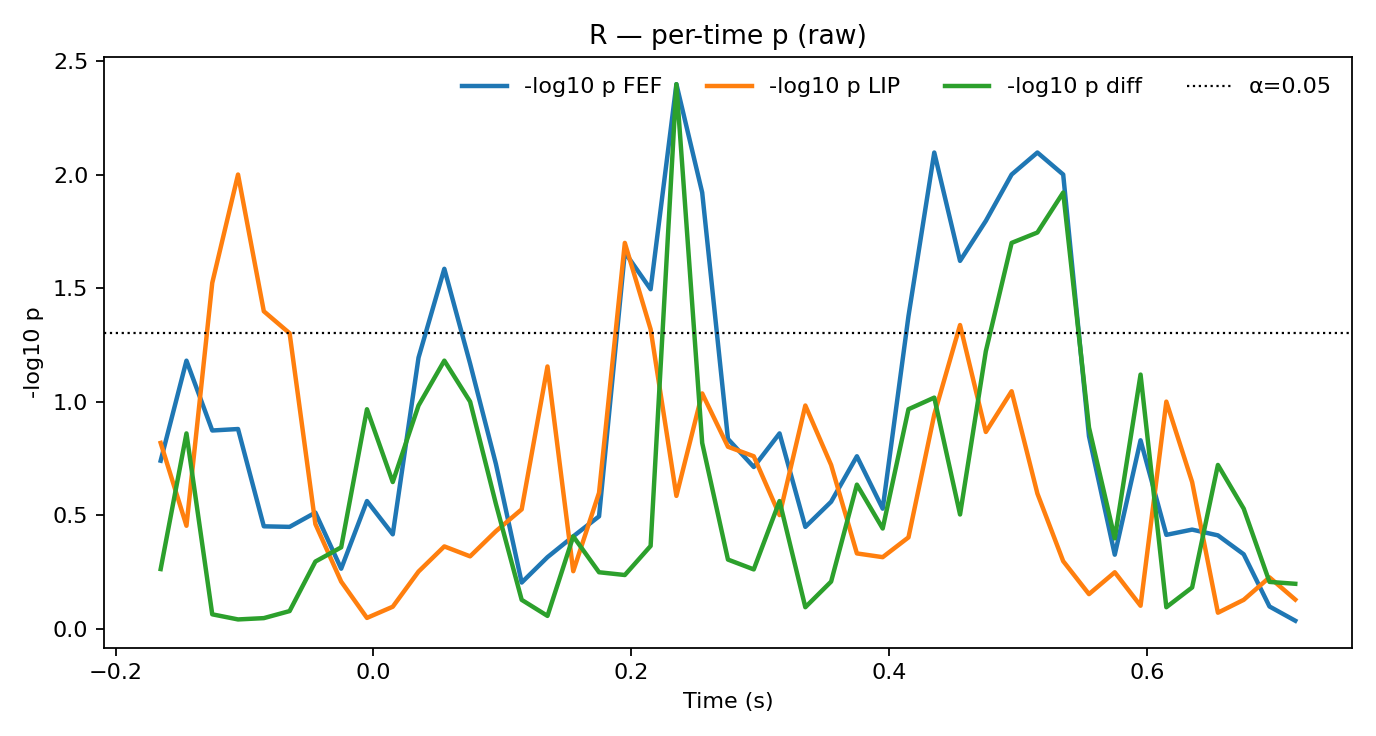 R — per-time p (raw)
-log10 p FEF -log10 p LIP -log10 p diff α=0.05
2.5
2.0
1.5
1.0
0.5
0.0
-log10 p
−0.2 0.0 0.2 0.4 0.6
Time (s)